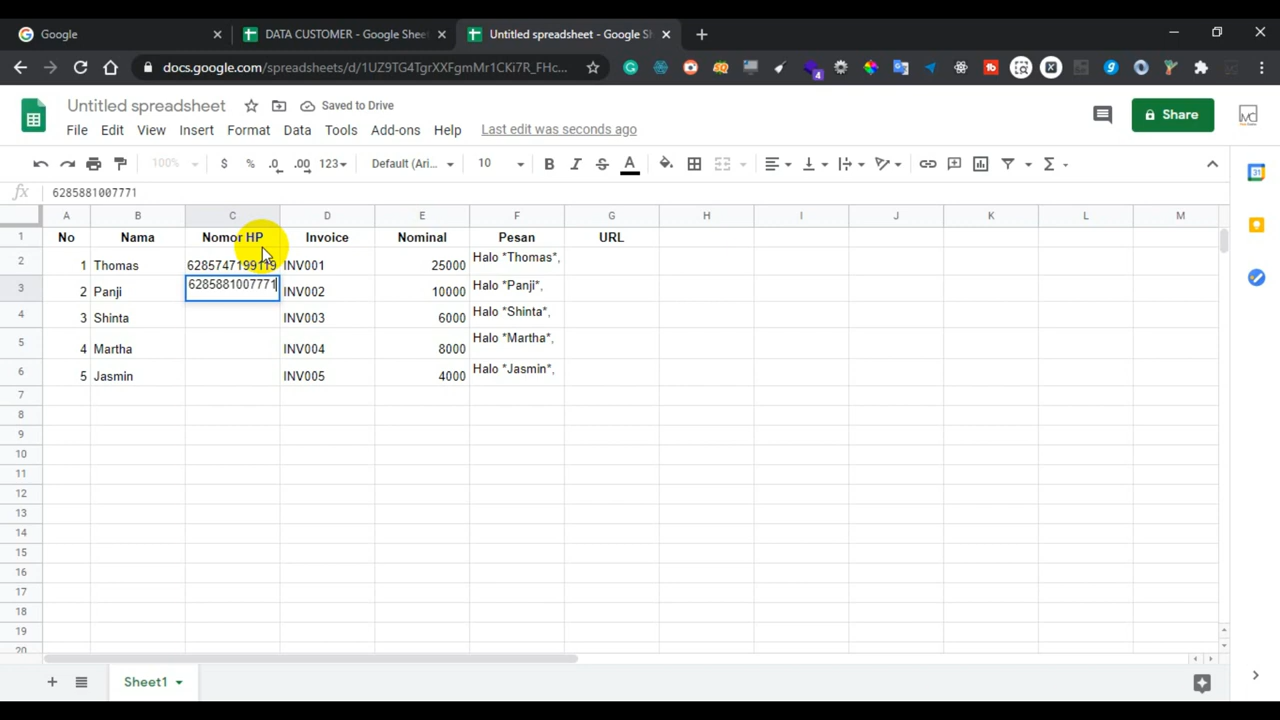 Google
DATA CUSTOMER - Google Shee
Untitled spreadsheet - Google Sh
docs.google.com/spreadsheets/d/1UZ9TG4TgrXXFgmMr1CKi7R_FHc...
4
Untitled spreadsheet
Saved to Drive
File Edit View Insert Format Data Tools Add-ons Help Last edit was seconds ago
Share
100% $ % .0 .00 123 Default (Ari... 10 B I S A
fx 6285881007771
A B C D E F G H I J K L M
1 No Nama Nomor HP Invoice Nominal Pesan URL
2 1 Thomas 6285747199119 INV001 25000 Halo *Thomas*,
3 2 Panji 6285881007771 INV002 10000 Halo *Panji*,
4 3 Shinta INV003 6000 Halo *Shinta*,
5 4 Martha INV004 8000 Halo *Martha*,
6 5 Jasmin INV005 4000 Halo *Jasmin*,
7
8
9
10
11
12
13
14
15
16
17
18
19
20
Sheet1